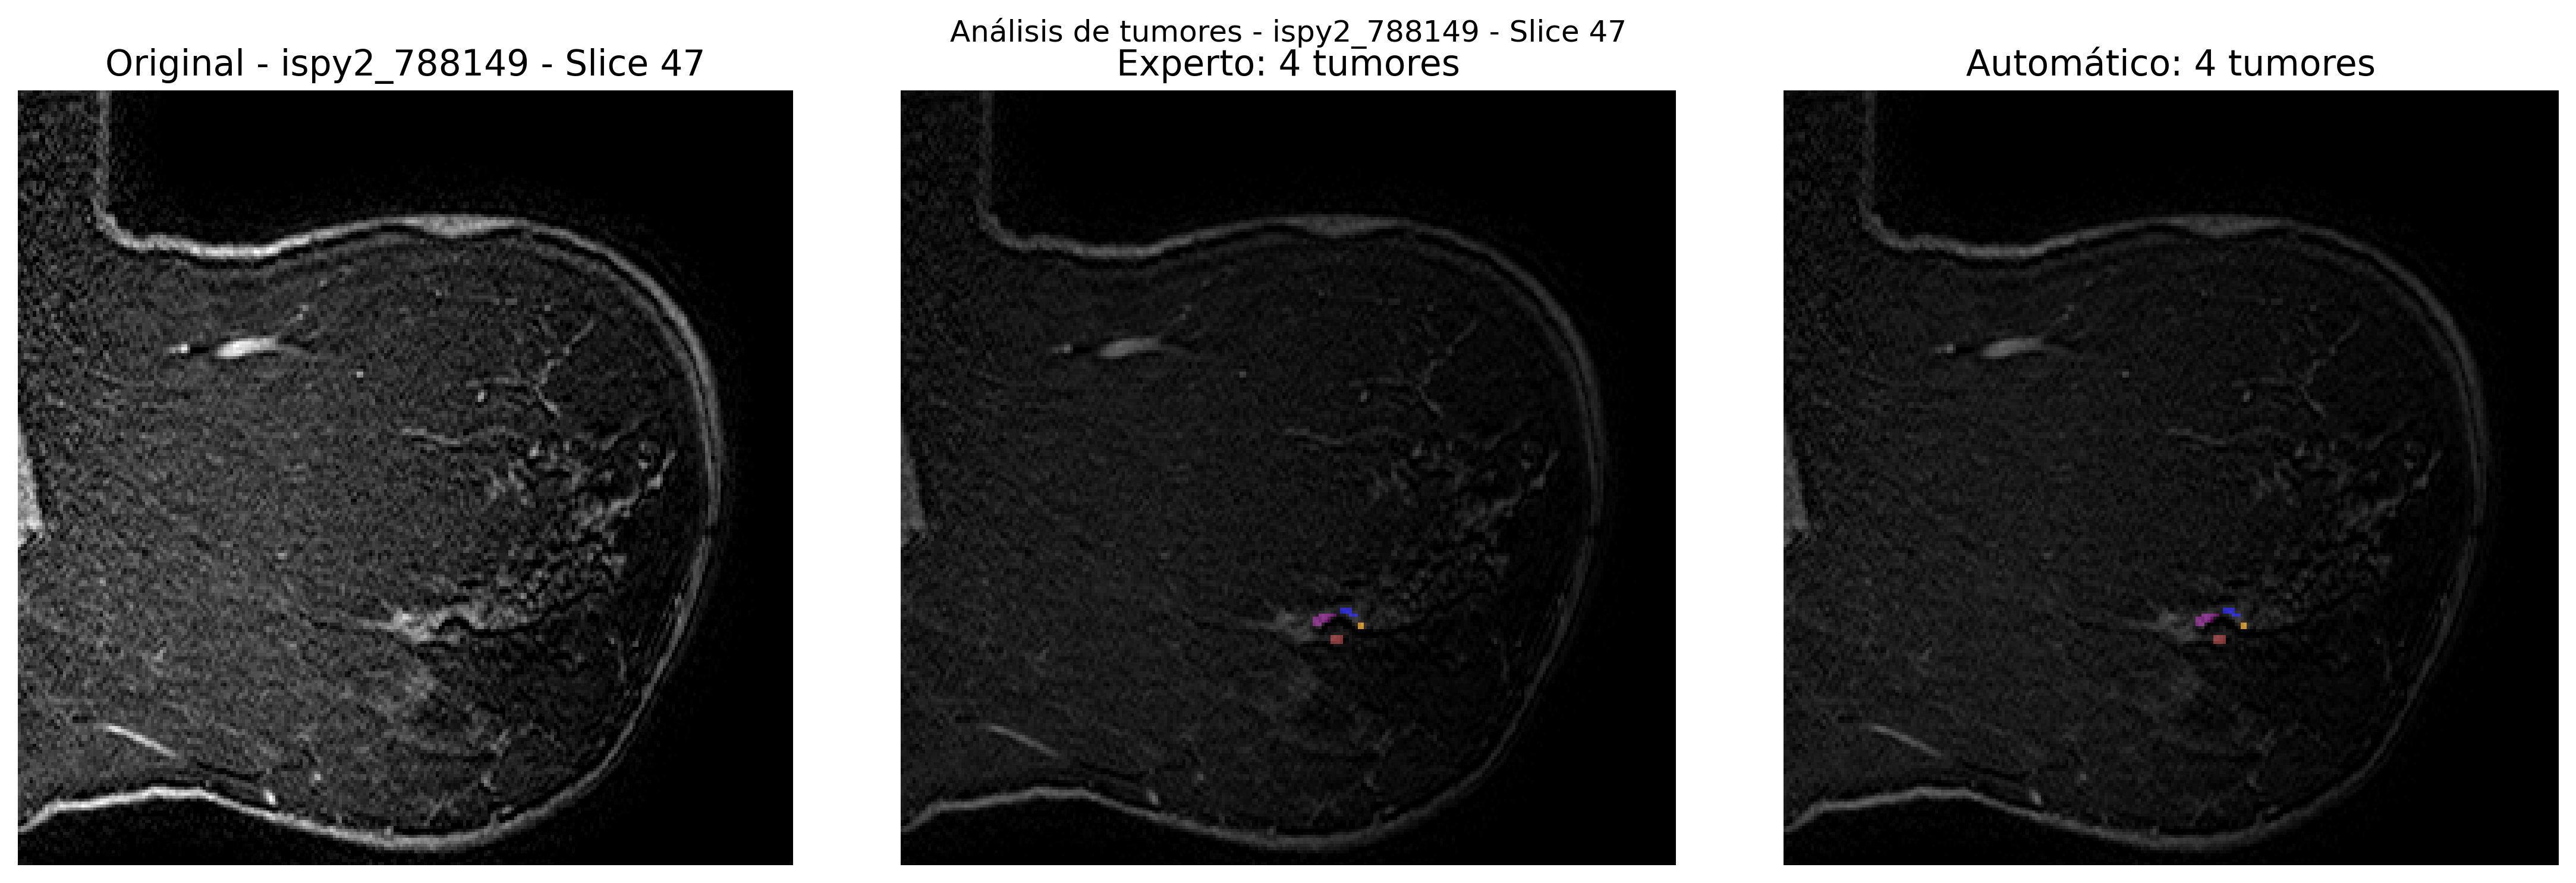 Análisis de tumores - ispy2_788149 - Slice 47
Original - ispy2_788149 - Slice 47
Experto: 4 tumores
Automático: 4 tumores